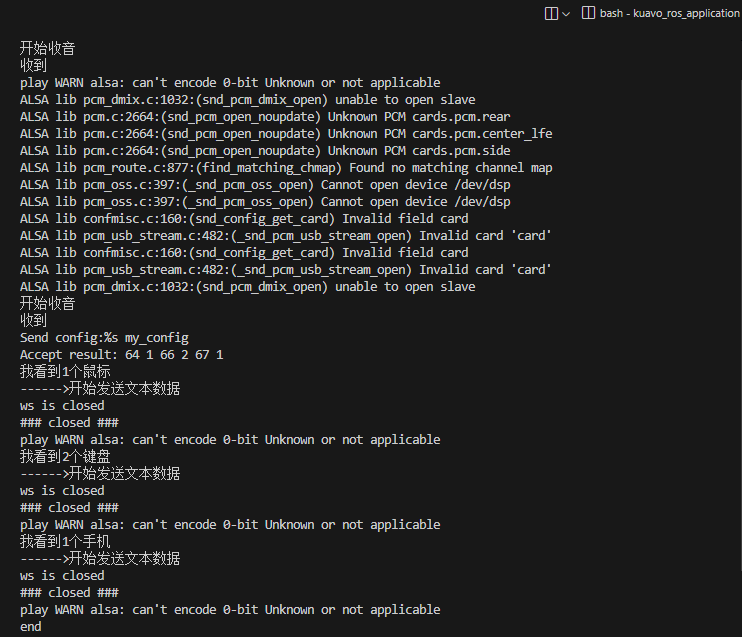 bash - kuavo_ros_application
开始收音
收到
play WARN alsa: can't encode 0-bit Unknown or not applicable
ALSA lib pcm_dmix.c:1032:(snd_pcm_dmix_open) unable to open slave
ALSA lib pcm.c:2664:(snd_pcm_open_noupdate) Unknown PCM cards.pcm.rear
ALSA lib pcm.c:2664:(snd_pcm_open_noupdate) Unknown PCM cards.pcm.center_lfe
ALSA lib pcm.c:2664:(snd_pcm_open_noupdate) Unknown PCM cards.pcm.side
ALSA lib pcm_route.c:877:(find_matching_chmap) Found no matching channel map
ALSA lib pcm_oss.c:397:(_snd_pcm_oss_open) Cannot open device /dev/dsp
ALSA lib pcm_oss.c:397:(_snd_pcm_oss_open) Cannot open device /dev/dsp
ALSA lib confmisc.c:160:(snd_config_get_card) Invalid field card
ALSA lib pcm_usb_stream.c:482:(_snd_pcm_usb_stream_open) Invalid card 'card'
ALSA lib confmisc.c:160:(snd_config_get_card) Invalid field card
ALSA lib pcm_usb_stream.c:482:(_snd_pcm_usb_stream_open) Invalid card 'card'
ALSA lib pcm_dmix.c:1032:(snd_pcm_dmix_open) unable to open slave
开始收音
收到
Send config:%s my_config
Accept result: 64 1 66 2 67 1
我看到1个鼠标
------>开始发送文本数据
ws is closed
### closed ###
play WARN alsa: can't encode 0-bit Unknown or not applicable
我看到2个键盘
------>开始发送文本数据
ws is closed
### closed ###
play WARN alsa: can't encode 0-bit Unknown or not applicable
我看到1个手机
------>开始发送文本数据
ws is closed
### closed ###
play WARN alsa: can't encode 0-bit Unknown or not applicable
end